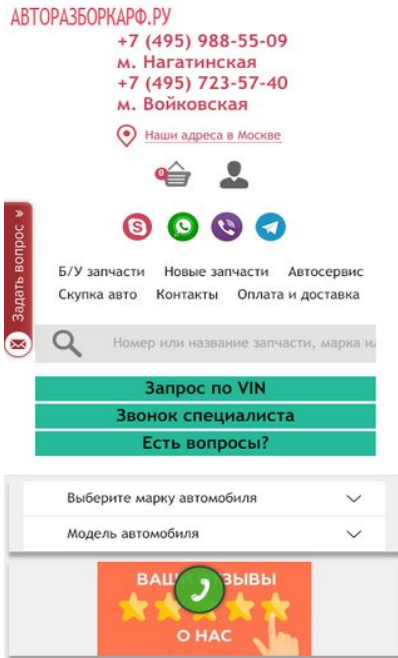 АВТОРАЗБОРКАРФ.РУ
+7 (495) 988-55-09
м. Нагатинская
+7 (495) 723-57-40
м. Войковская
Наши адреса в Москве
0
S
Задать вопрос »
Б/У запчасти Новые запчасти Автосервис
Скупка авто Контакты Оплата и доставка
Номер или название запчасти, марка
Запрос по VIN
Звонок специалиста
Есть вопросы?
Выберите марку автомобиля
Модель автомобиля
О НАС